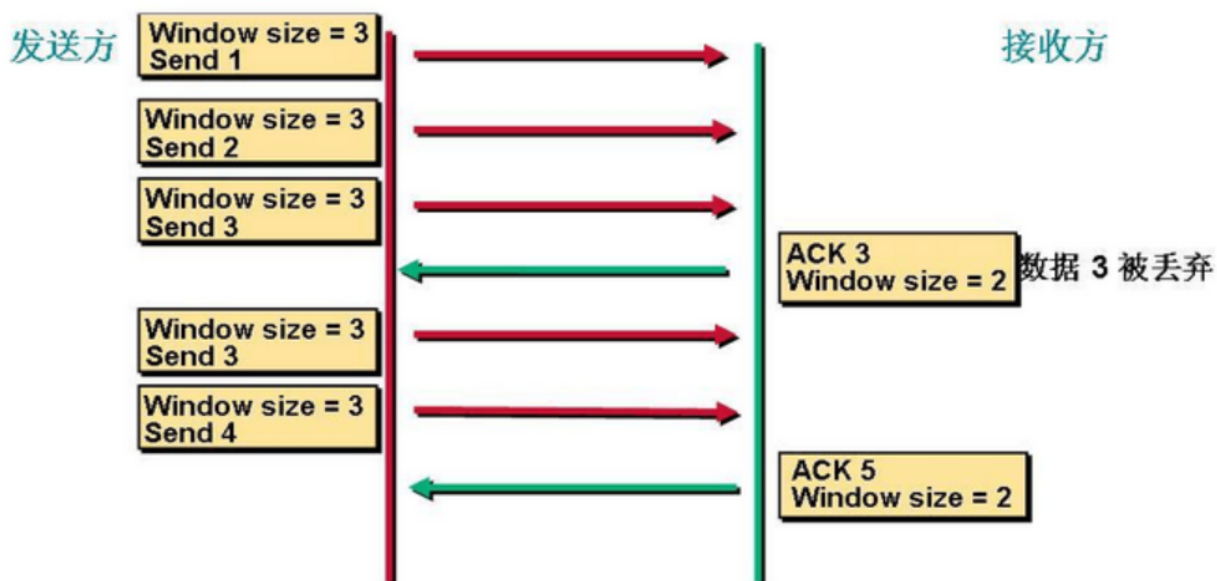 发送方
接收方
Window size = 3
Send 1
Window size = 3
Send 2
Window size = 3
Send 3
ACK 3
Window size = 2
数据 3 被丢弃
Window size = 3
Send 3
Window size = 3
Send 4
ACK 5
Window size = 2